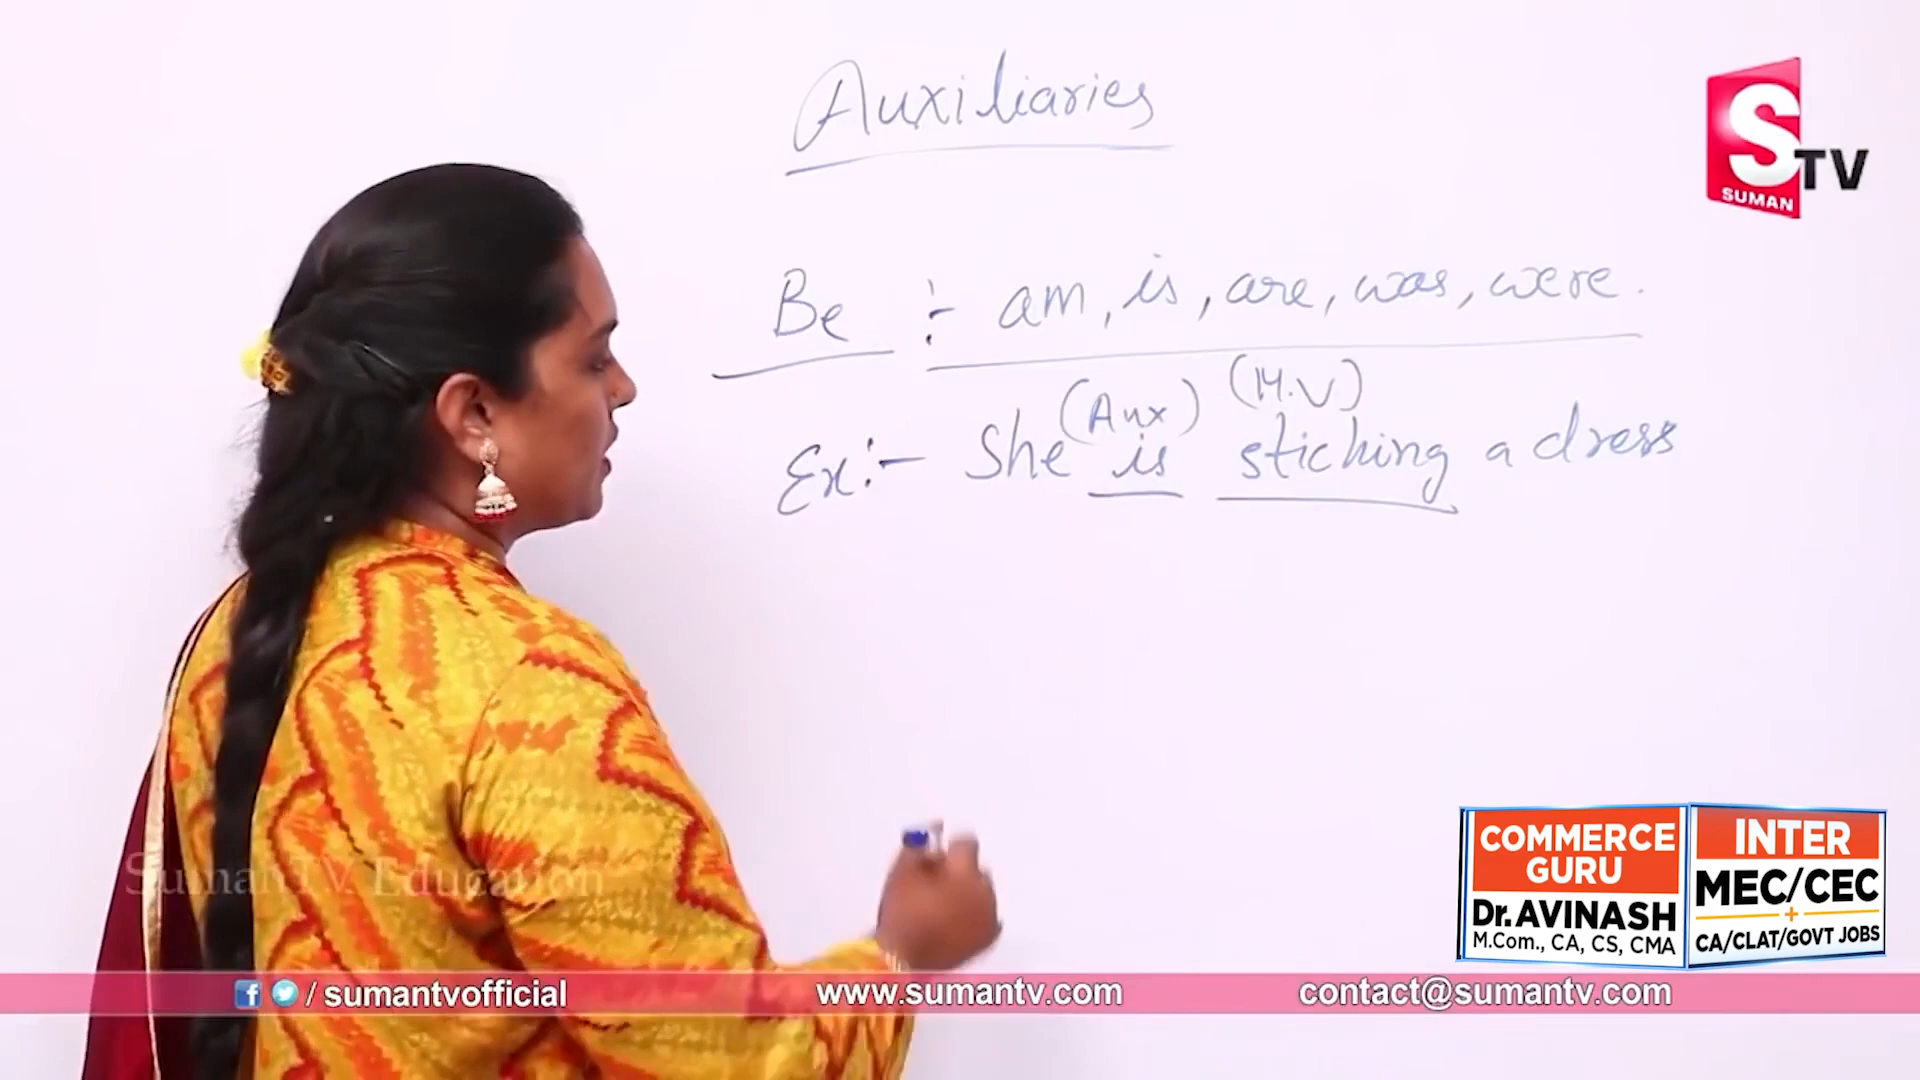 Auxiliaries
S TV
SUMAN
Be :- am, is, are, was, were.
(Aux) (M.V)
Ex:- She is stiching a dress
COMMERCE
GURU
Dr. AVINASH
M.Com., CA, CS, CMA
INTER
MEC/CEC
+
CA/CLAT/GOVT JOBS
SumanTV Education
/ sumantvofficial
www.sumantv.com
contact@sumantv.com